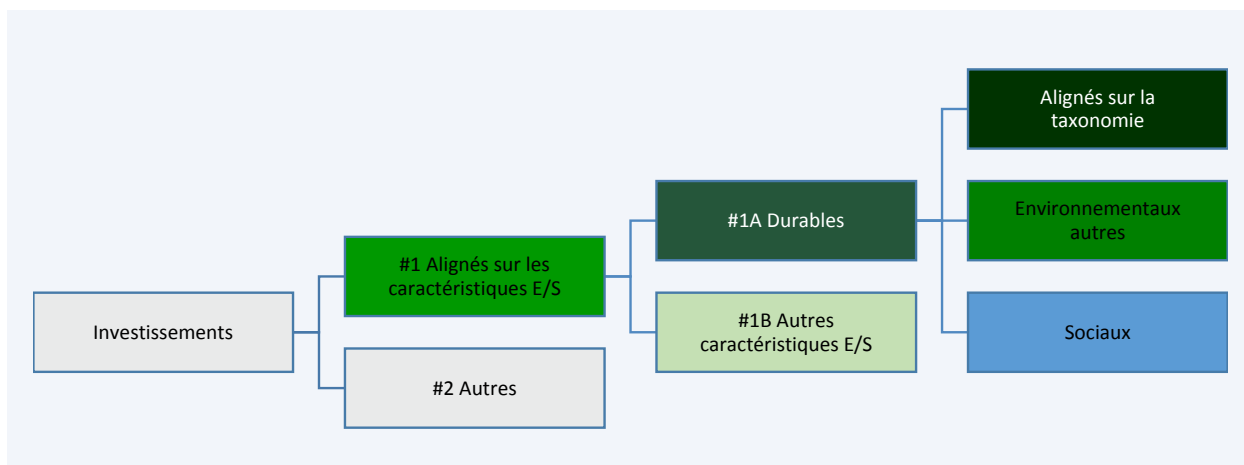 Investissements
#1 Alignés sur les
caractéristiques E/S
#2 Autres
#1A Durables
#1B Autres
caractéristiques E/S
Alignés sur la
taxonomie
Environnementaux
autres
Sociaux